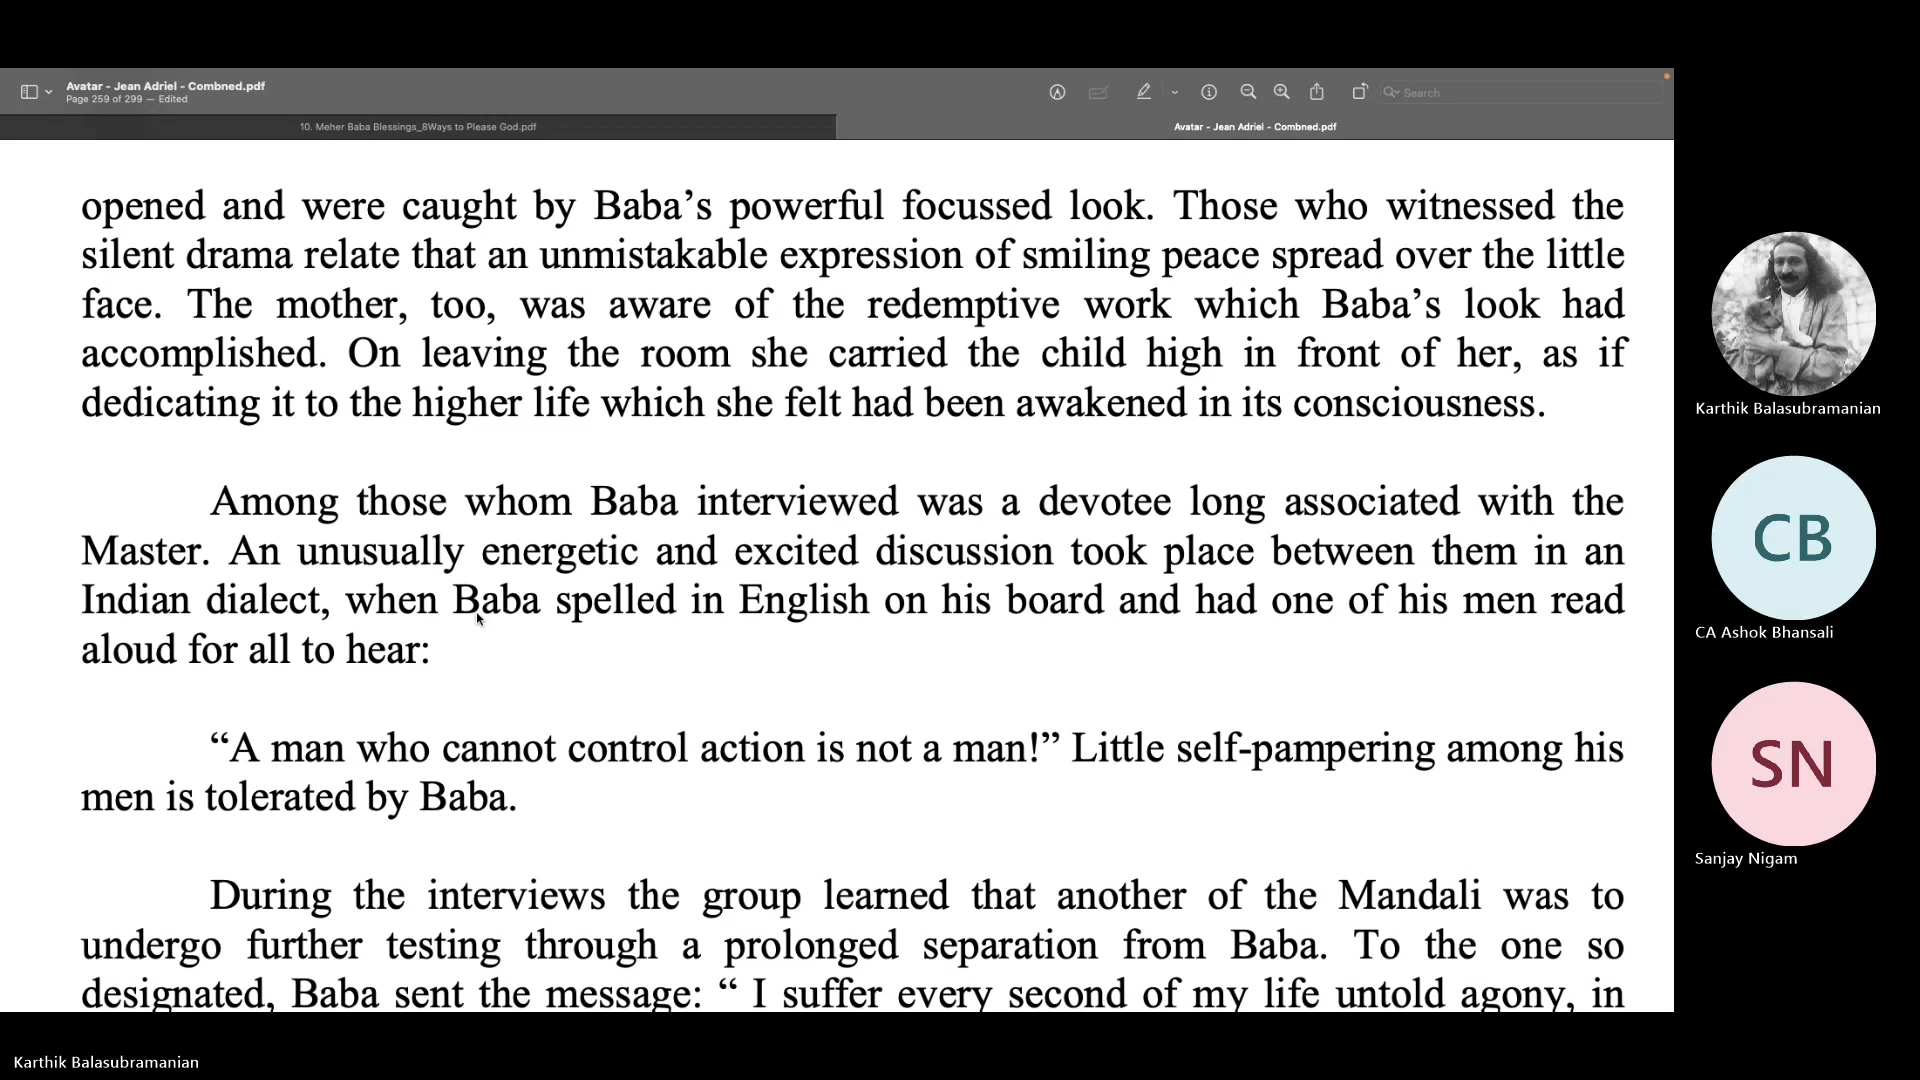 Avatar - Jean Adriel - Combned.pdf
Page 259 of 299 — Edited
Search
10. Meher Baba Blessings_8Ways to Please God.pdf
Avatar - Jean Adriel - Combned.pdf
opened and were caught by Baba’s powerful focussed look. Those who witnessed the
silent drama relate that an unmistakable expression of smiling peace spread over the little
face. The mother, too, was aware of the redemptive work which Baba’s look had
accomplished. On leaving the room she carried the child high in front of her, as if
dedicating it to the higher life which she felt had been awakened in its consciousness.
Among those whom Baba interviewed was a devotee long associated with the
Master. An unusually energetic and excited discussion took place between them in an
Indian dialect, when Baba spelled in English on his board and had one of his men read
aloud for all to hear:
“A man who cannot control action is not a man!” Little self-pampering among his
men is tolerated by Baba.
During the interviews the group learned that another of the Mandali was to
undergo further testing through a prolonged separation from Baba. To the one so
designated, Baba sent the message: “ I suffer every second of my life untold agony, in
Karthik Balasubramanian
CB
CA Ashok Bhansali
SN
Sanjay Nigam
Karthik Balasubramanian